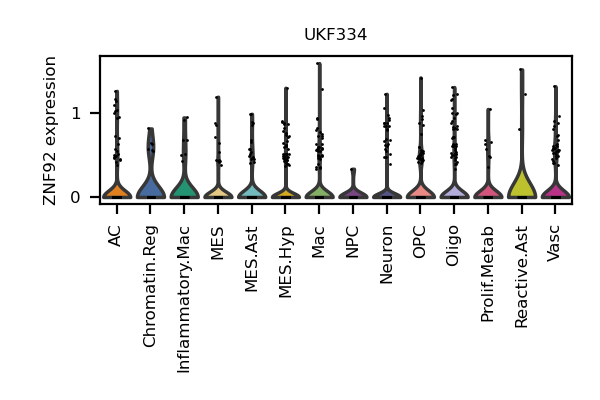 UKF334
ZNF92 expression
1
0
AC
Chromatin.Reg
Inflammatory.Mac
MES
MES.Ast
MES.Hyp
Mac
NPC
Neuron
OPC
Oligo
Prolif.Metab
Reactive.Ast
Vasc